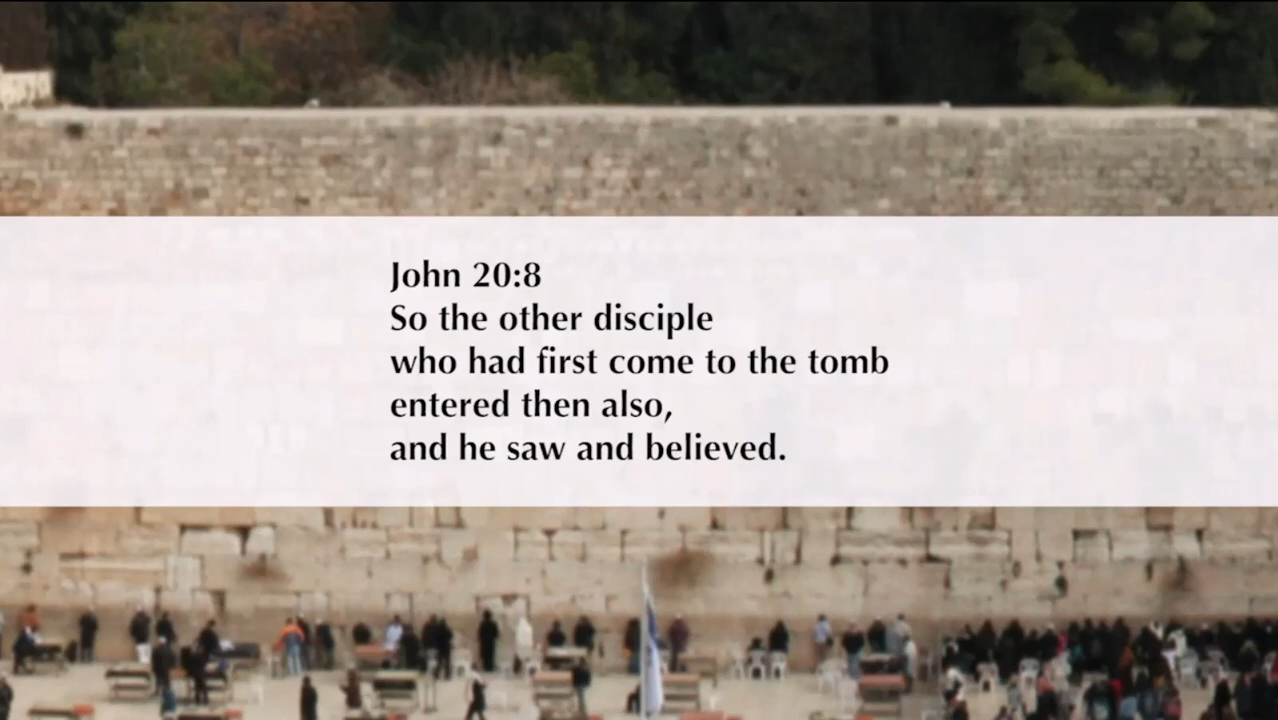 John 20:8
So the other disciple
who had first come to the tomb
entered then also,
and he saw and believed.